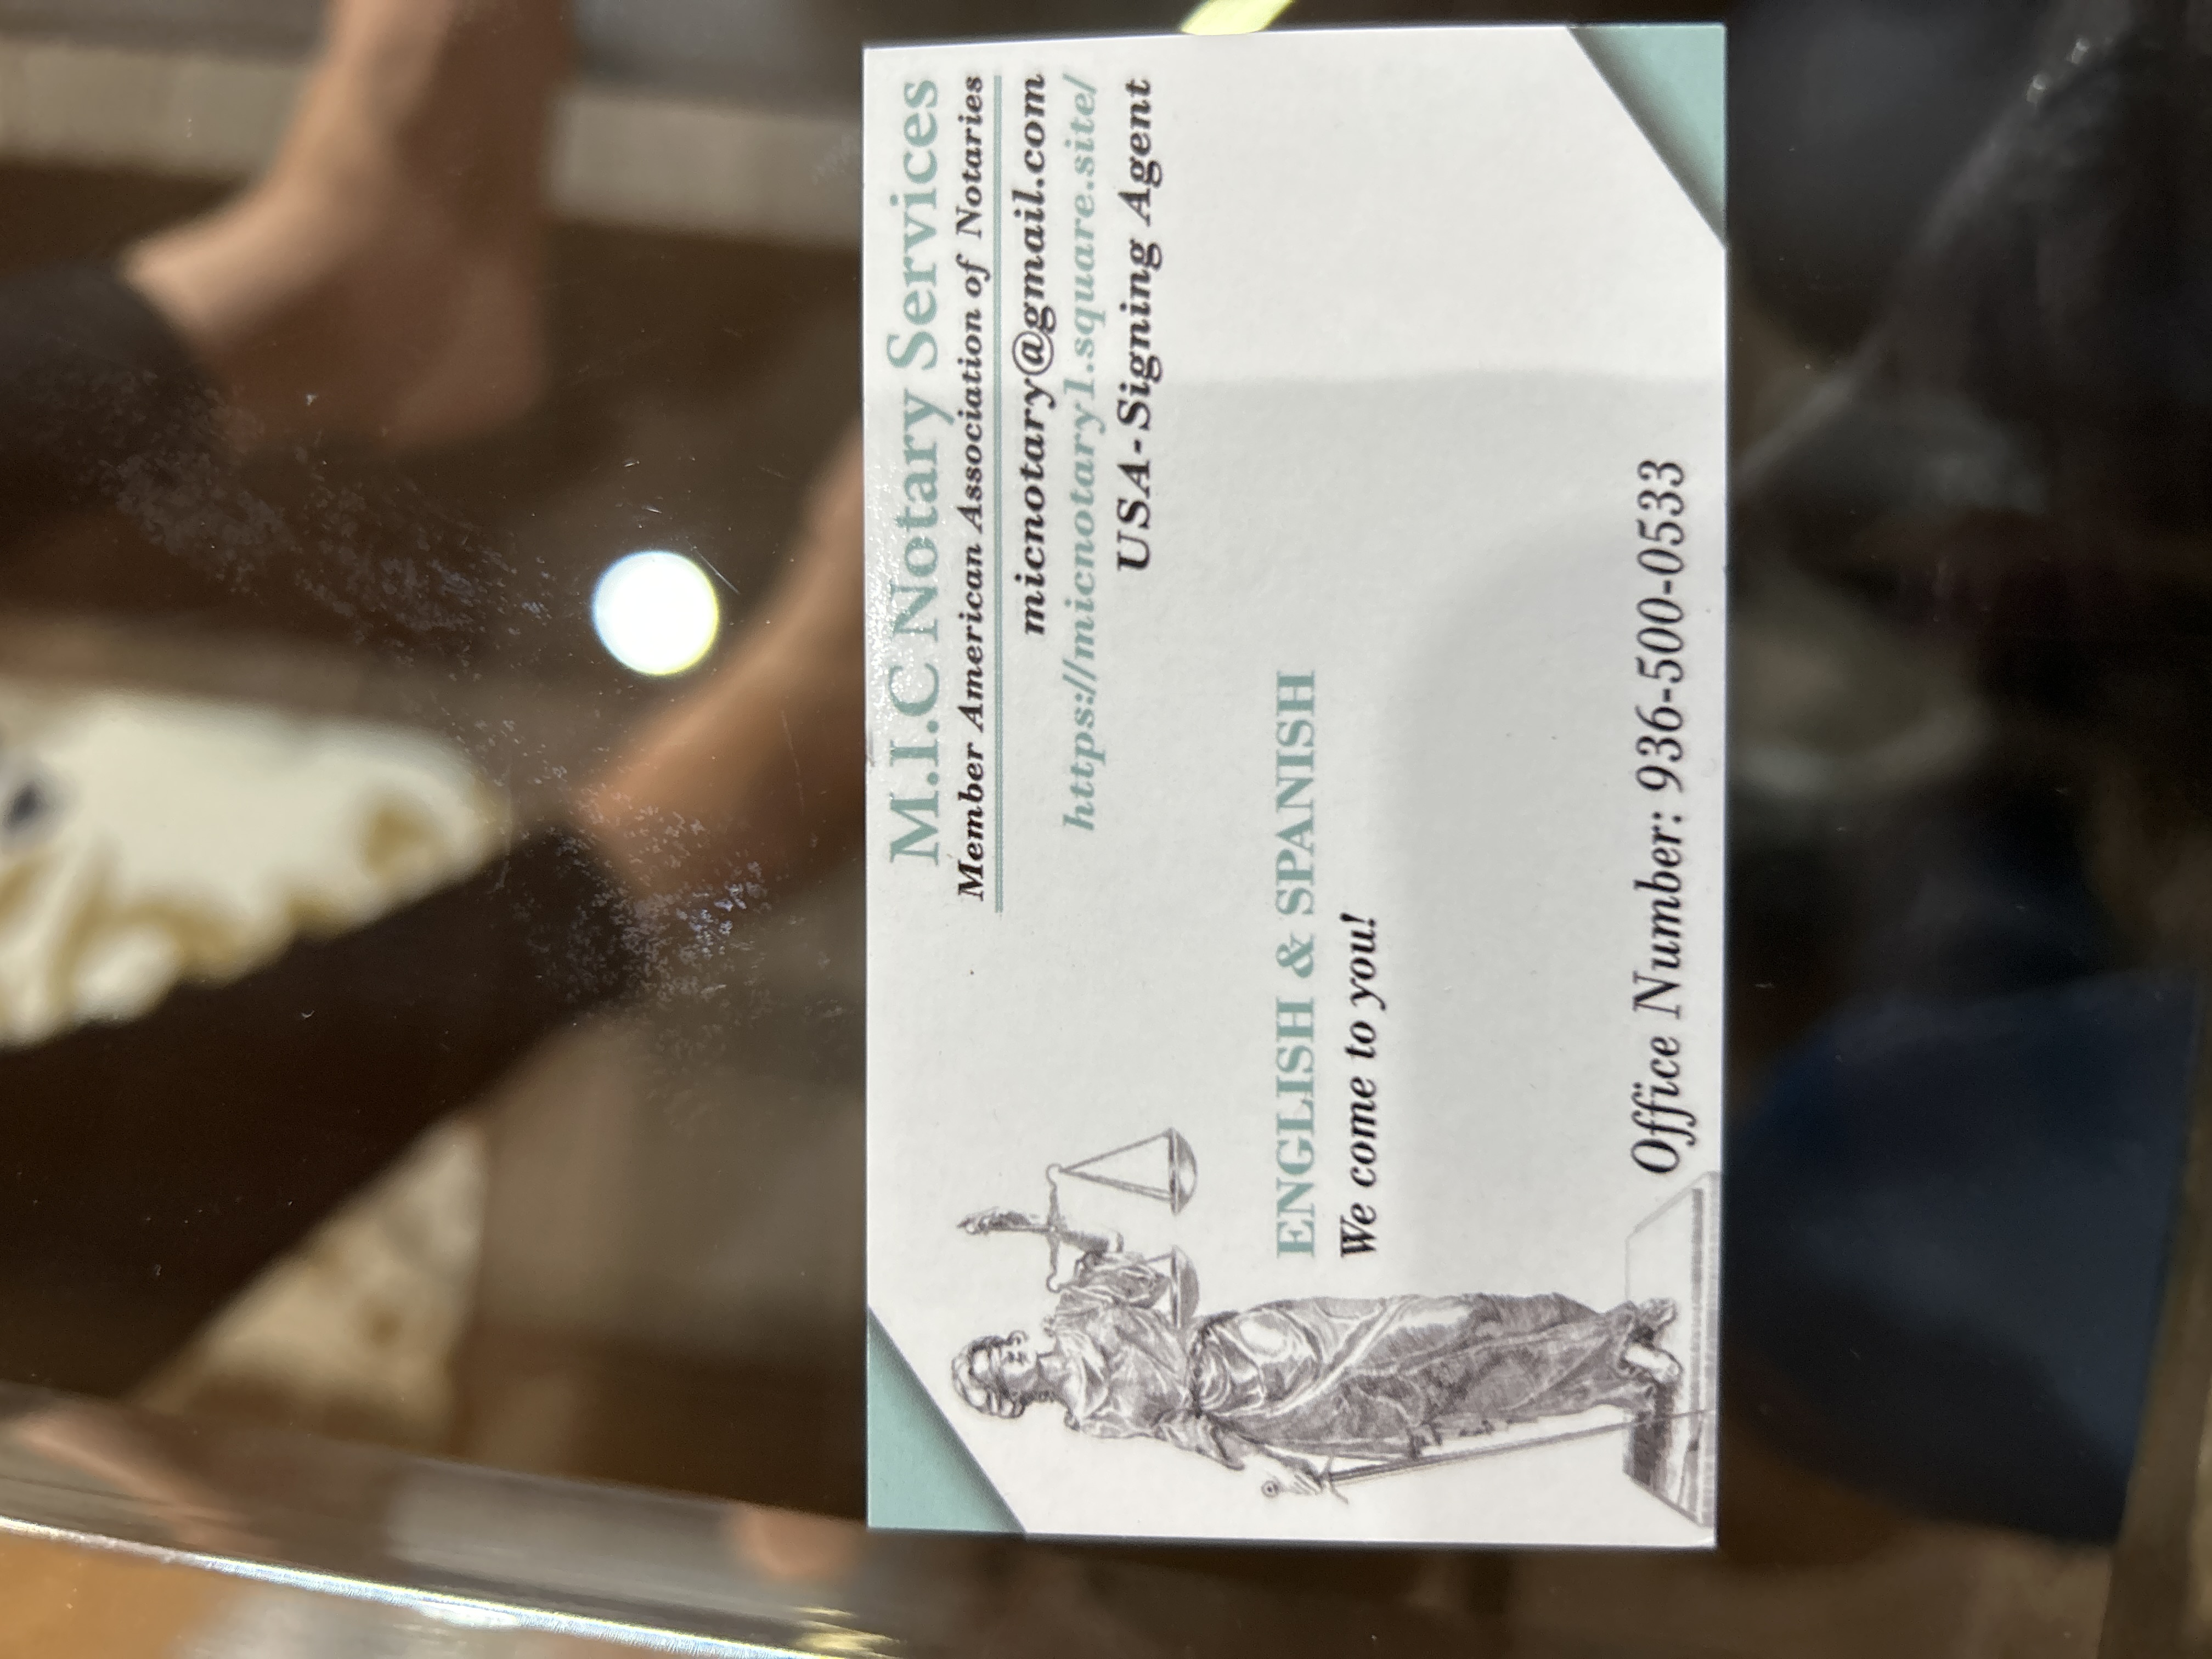 M.I.C Notary Services
Member American Association of Notaries
micnotary@gmail.com
https://micnotary1.square.site/
USA-Signing Agent
ENGLISH & SPANISH
We come to you!
Office Number: 936-500-0533